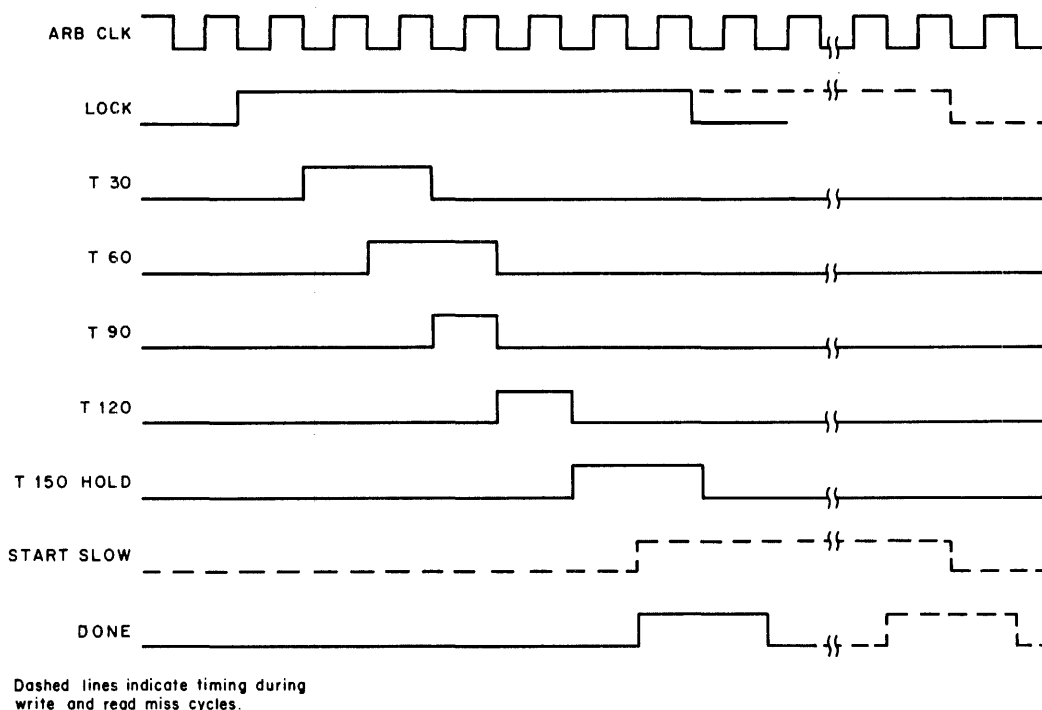 ARB CLK
LOCK
T 30
T 60
T 90
T 120
T 150 HOLD
START SLOW
DONE
Dashed lines indicate timing during
write and read miss cycles.